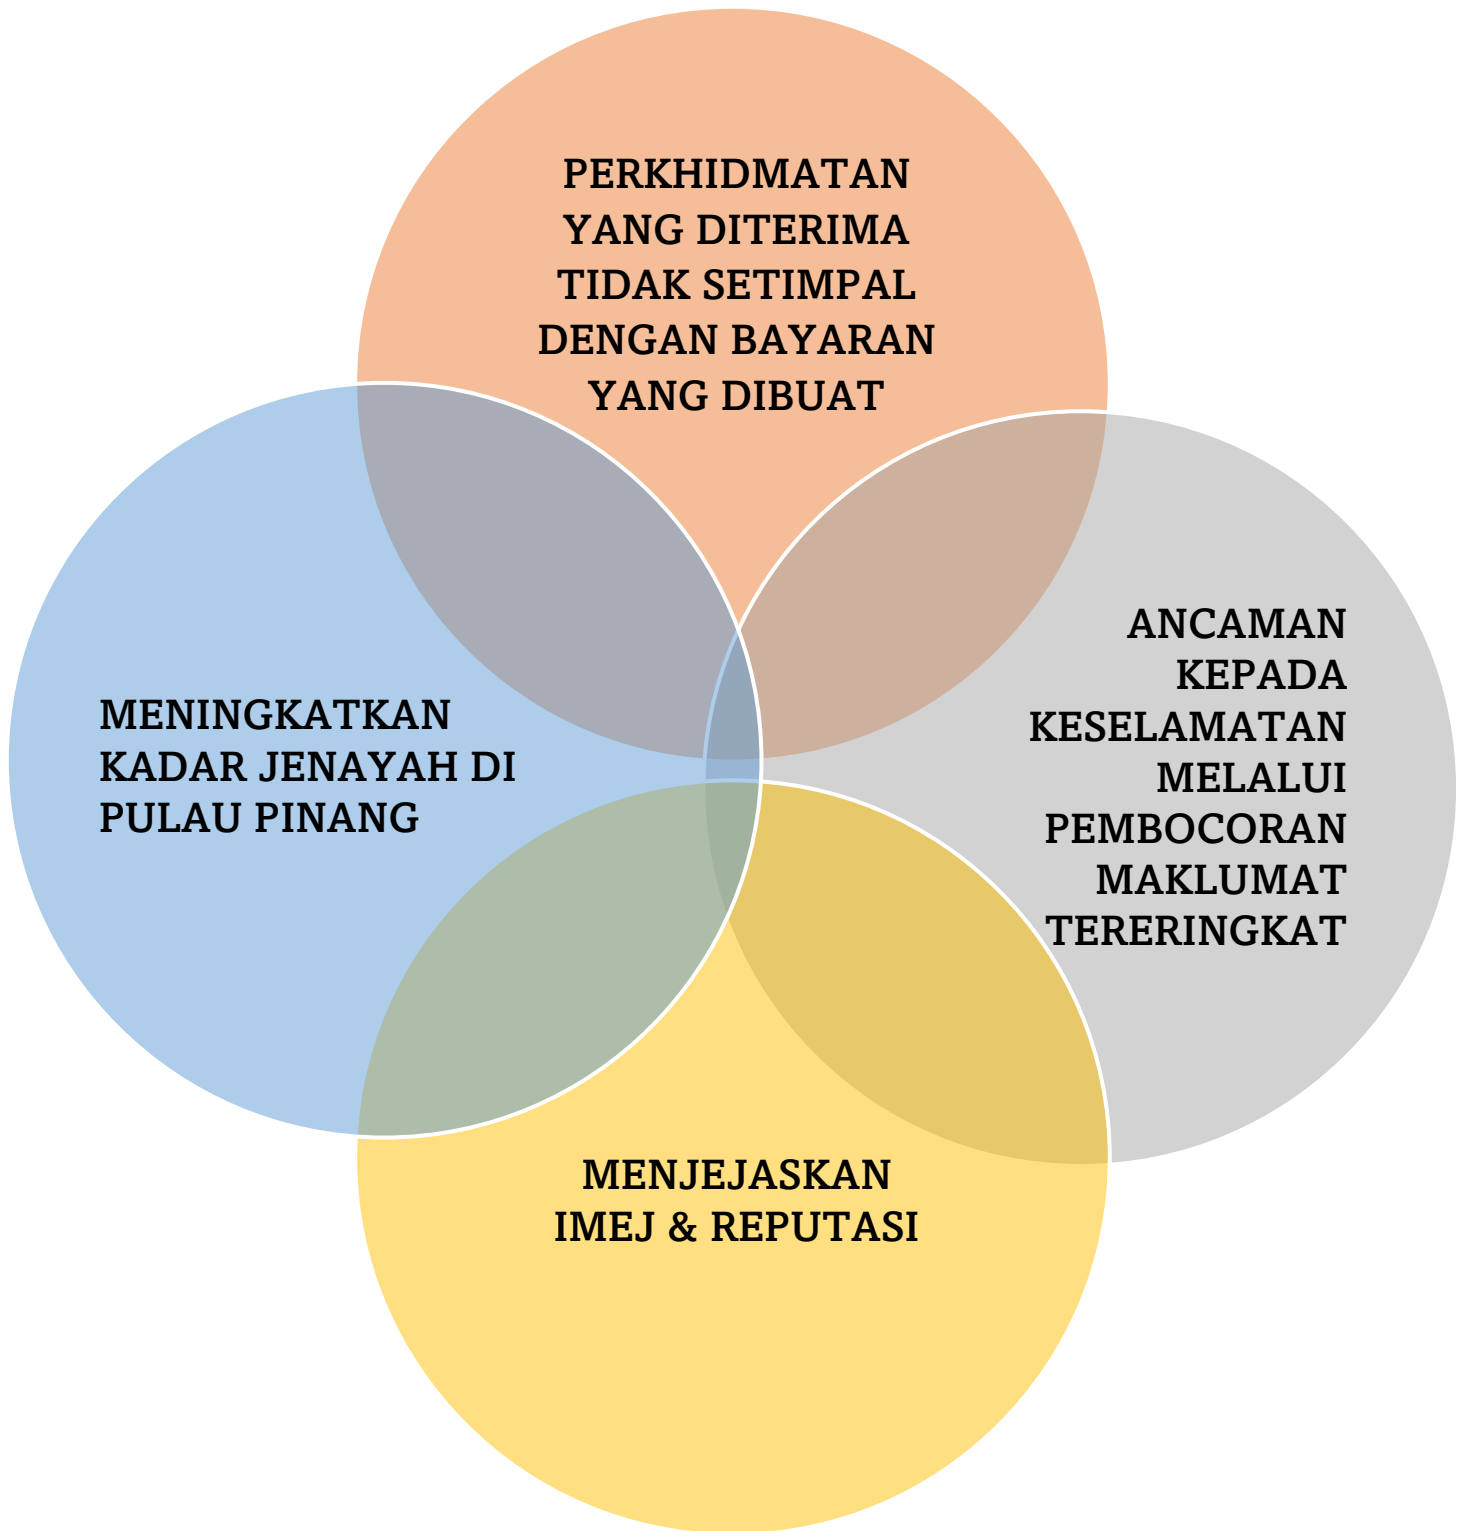 PERKHIDMATAN
YANG DITERIMA
TIDAK SETIMPAL
DENGAN BAYARAN
YANG DIBUAT
ANCAMAN
KEPADA
KESELAMATAN
MELALUI
PEMBOCORAN
MAKLUMAT
TERERINGKAT
MENJEJASKAN
IMEJ & REPUTASI
MENINGKATKAN
KADAR JENAYAH DI
PULAU PINANG